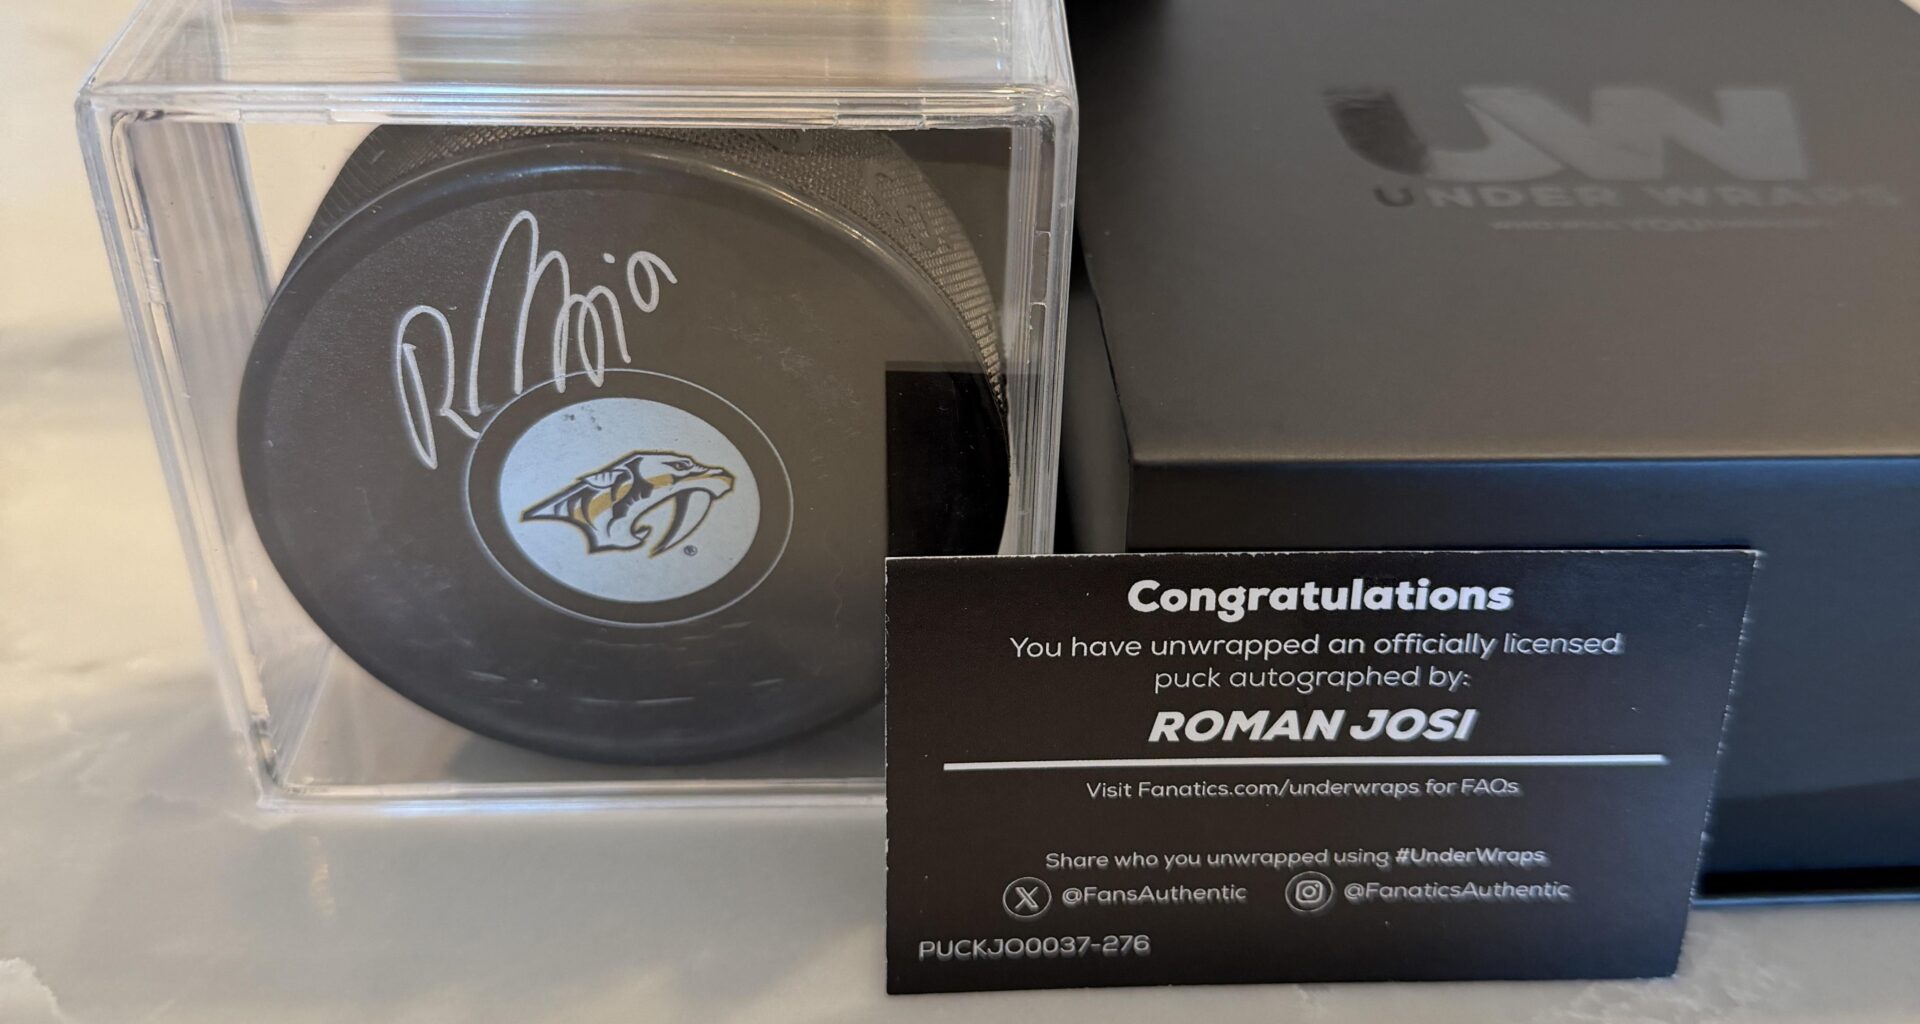 UW
UNDER WRAPS
R Josi
®
Congratulations
You have unwrapped an officially licensed
puck autographed by:
ROMAN JOSI
Visit Fanatics.com/underwraps for FAQs
Share who you unwrapped using #UnderWraps
@FansAuthentic @FanaticsAuthentic
PUCKJO0037-276